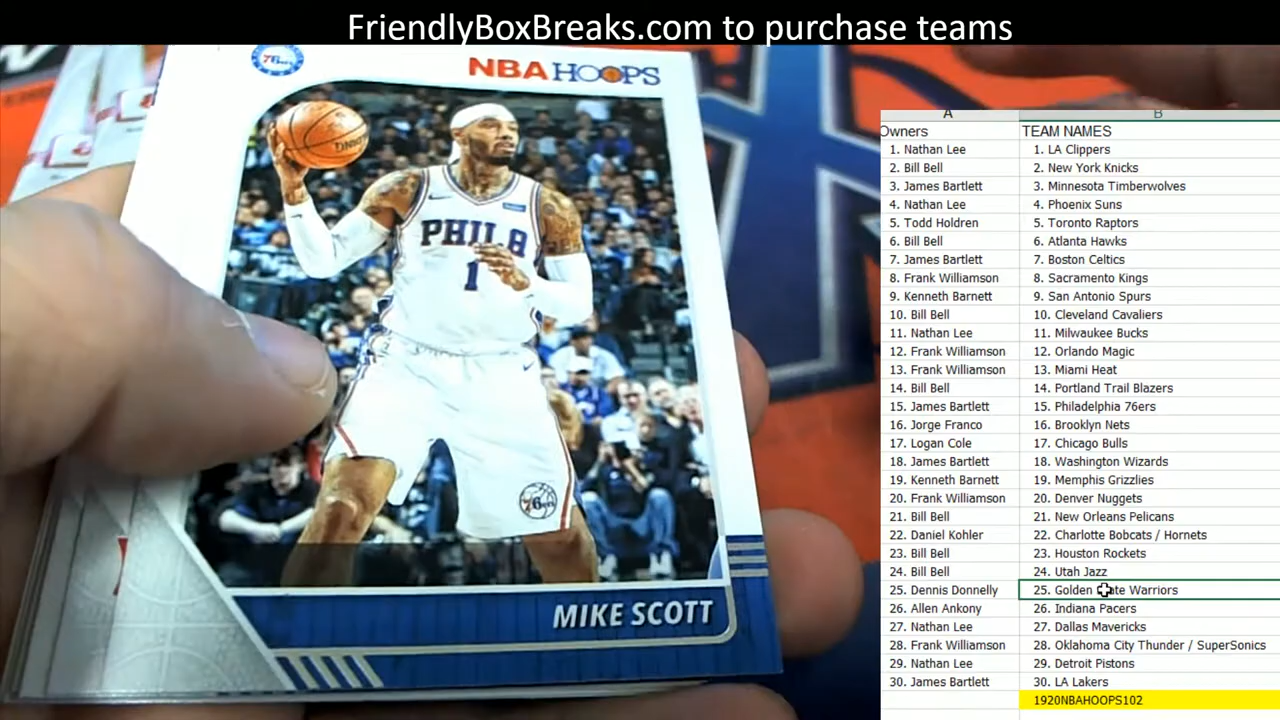 FriendlyBoxBreaks.com to purchase teams
76ers
NBA HOOPS
PHILA
1
76ers
MIKE SCOTT
A B
Owners TEAM NAMES
1. Nathan Lee 1. LA Clippers
2. Bill Bell 2. New York Knicks
3. James Bartlett 3. Minnesota Timberwolves
4. Nathan Lee 4. Phoenix Suns
5. Todd Holdren 5. Toronto Raptors
6. Bill Bell 6. Atlanta Hawks
7. James Bartlett 7. Boston Celtics
8. Frank Williamson 8. Sacramento Kings
9. Kenneth Barnett 9. San Antonio Spurs
10. Bill Bell 10. Cleveland Cavaliers
11. Nathan Lee 11. Milwaukee Bucks
12. Frank Williamson 12. Orlando Magic
13. Frank Williamson 13. Miami Heat
14. Bill Bell 14. Portland Trail Blazers
15. James Bartlett 15. Philadelphia 76ers
16. Jorge Franco 16. Brooklyn Nets
17. Logan Cole 17. Chicago Bulls
18. James Bartlett 18. Washington Wizards
19. Kenneth Barnett 19. Memphis Grizzlies
20. Frank Williamson 20. Denver Nuggets
21. Bill Bell 21. New Orleans Pelicans
22. Daniel Kohler 22. Charlotte Bobcats / Hornets
23. Bill Bell 23. Houston Rockets
24. Bill Bell 24. Utah Jazz
25. Dennis Donnelly 25. Golden State Warriors
26. Allen Ankony 26. Indiana Pacers
27. Nathan Lee 27. Dallas Mavericks
28. Frank Williamson 28. Oklahoma City Thunder / SuperSonics
29. Nathan Lee 29. Detroit Pistons
30. James Bartlett 30. LA Lakers
1920NBAHOOPS102